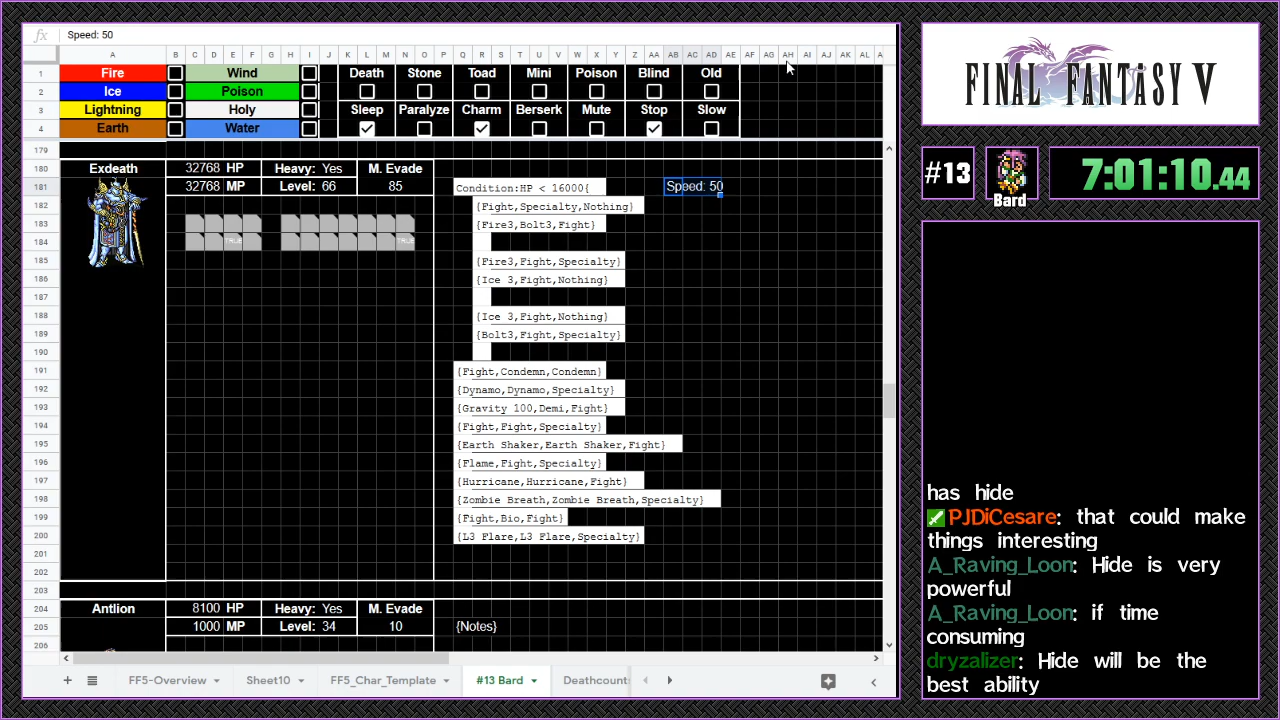 fx Speed: 50
A B C D E F G H I J K L M N O P Q R S T U V W X Y Z AA AB AC AD AE AF AG AH AI AJ AK AL A
1 Fire Wind Death Stone Toad Mini Poison Blind Old
2 Ice Poison
3 Lightning Holy Sleep Paralyze Charm Berserk Mute Stop Slow
4 Earth Water
179
180 Exdeath 32768 HP Heavy: Yes M. Evade
181 32768 MP Level: 66 85 Condition:HP < 16000{ Speed: 50
182 {Fight,Specialty,Nothing}
183 {Fire3,Bolt3,Fight}
184 TRUE TRUE
185 {Fire3,Fight,Specialty}
186 {Ice 3,Fight,Nothing}
187
188 {Ice 3,Fight,Nothing}
189 {Bolt3,Fight,Specialty}
190
191 {Fight,Condemn,Condemn}
192 {Dynamo,Dynamo,Specialty}
193 {Gravity 100,Demi,Fight}
194 {Fight,Fight,Specialty}
195 {Earth Shaker,Earth Shaker,Fight}
196 {Flame,Fight,Specialty}
197 {Hurricane,Hurricane,Fight}
198 {Zombie Breath,Zombie Breath,Specialty}
199 {Fight,Bio,Fight}
200 {L3 Flare,L3 Flare,Specialty}
201
202
203
204 Antlion 8100 HP Heavy: Yes M. Evade
205 1000 MP Level: 34 10 {Notes}
206
+ FF5-Overview Sheet10 FF5_Char_Template #13 Bard Deathcount
FINAL FANTASY V
#13 Bard 7:01:10.44
has hide
PJDiCesare: that could make
things interesting
A_Raving_Loon: Hide is very
powerful
A_Raving_Loon: if time
consuming
dryzalizer: Hide will be the
best ability